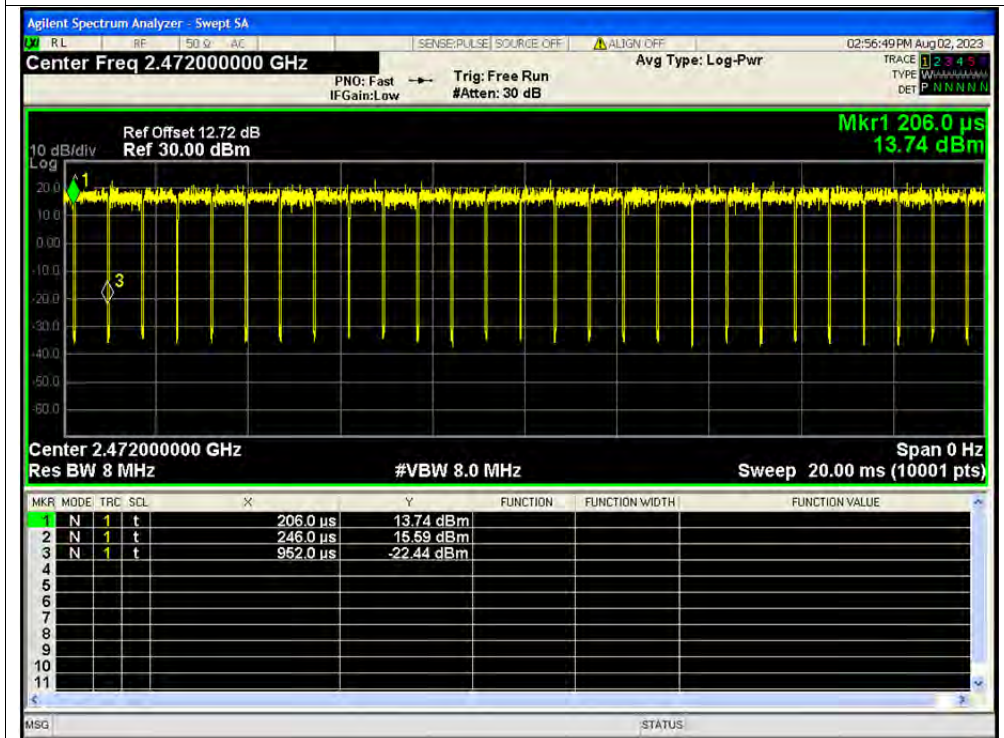 Agilent Spectrum Analyzer - Swept SA
LXI RL RF 50 Ω AC SENSE:PULSE SOURCE OFF ALIGN OFF 02:56:49 PM Aug 02, 2023
Center Freq 2.472000000 GHz
PNO: Fast
IFGain:Low
Trig: Free Run
#Atten: 30 dB
Avg Type: Log-Pwr
TRACE 1 2 3 4 5 6
TYPE W
DET P N N N N N
Mkr1 206.0 µs
13.74 dBm
Ref Offset 12.72 dB
10 dB/div Ref 30.00 dBm
Log
1
20.0
10.0
0.00
-10.0
3
-20.0
-30.0
-40.0
-50.0
-60.0
Center 2.472000000 GHz Span 0 Hz
Res BW 8 MHz #VBW 8.0 MHz Sweep 20.00 ms (10001 pts)
MKR MODE TRC SCL X Y FUNCTION FUNCTION WIDTH FUNCTION VALUE
1 N 1 t 206.0 µs 13.74 dBm
2 N 1 t 246.0 µs 15.59 dBm
3 N 1 t 952.0 µs -22.44 dBm
4
5
6
7
8
9
10
11
MSG STATUS